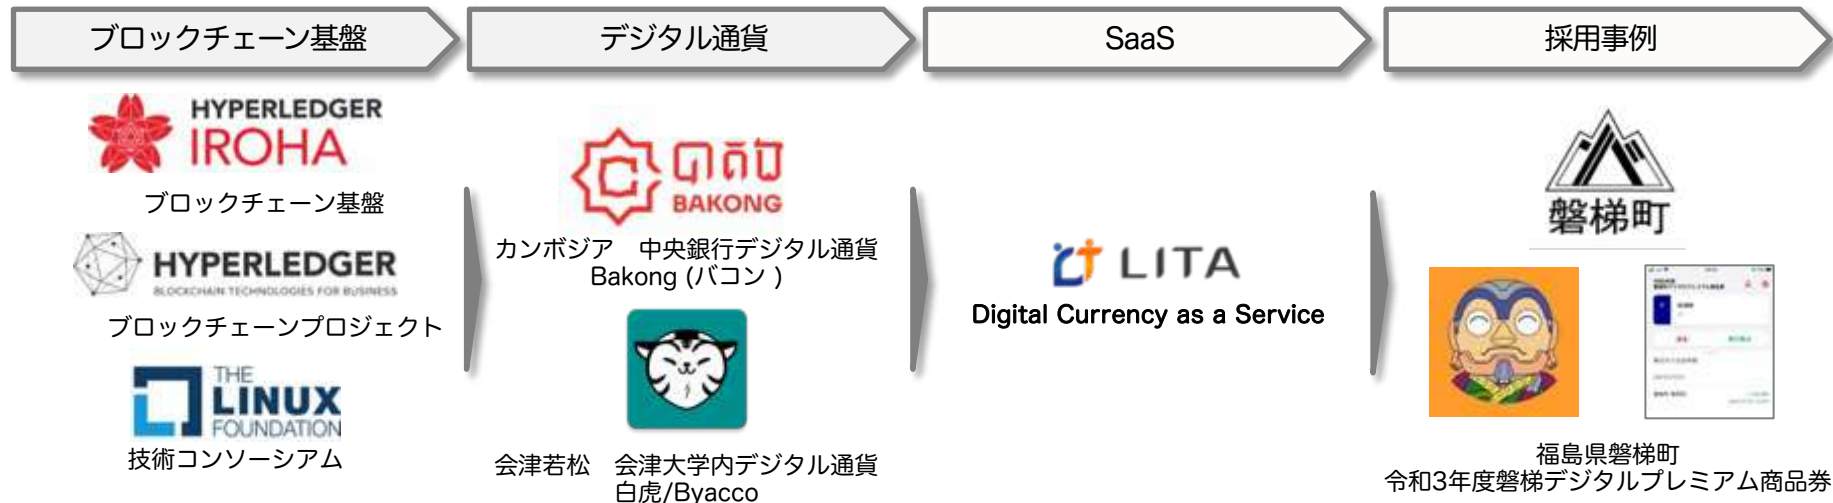 ブロックチェーン基盤
デジタル通貨
SaaS
採用事例
HYPERLEDGER
IROHA
ブロックチェーン基盤
HYPERLEDGER
BLOCKCHAIN TECHNOLOGIES FOR BUSINESS
ブロックチェーンプロジェクト
THE
LINUX
FOUNDATION
技術コンソーシアム
បាគង
BAKONG
カンボジア　中央銀行デジタル通貨
Bakong (バコン )
会津若松　会津大学内デジタル通貨
白虎/Byacco
LITA
Digital Currency as a Service
磐梯町
福島県磐梯町
令和3年度磐梯デジタルプレミアム商品券